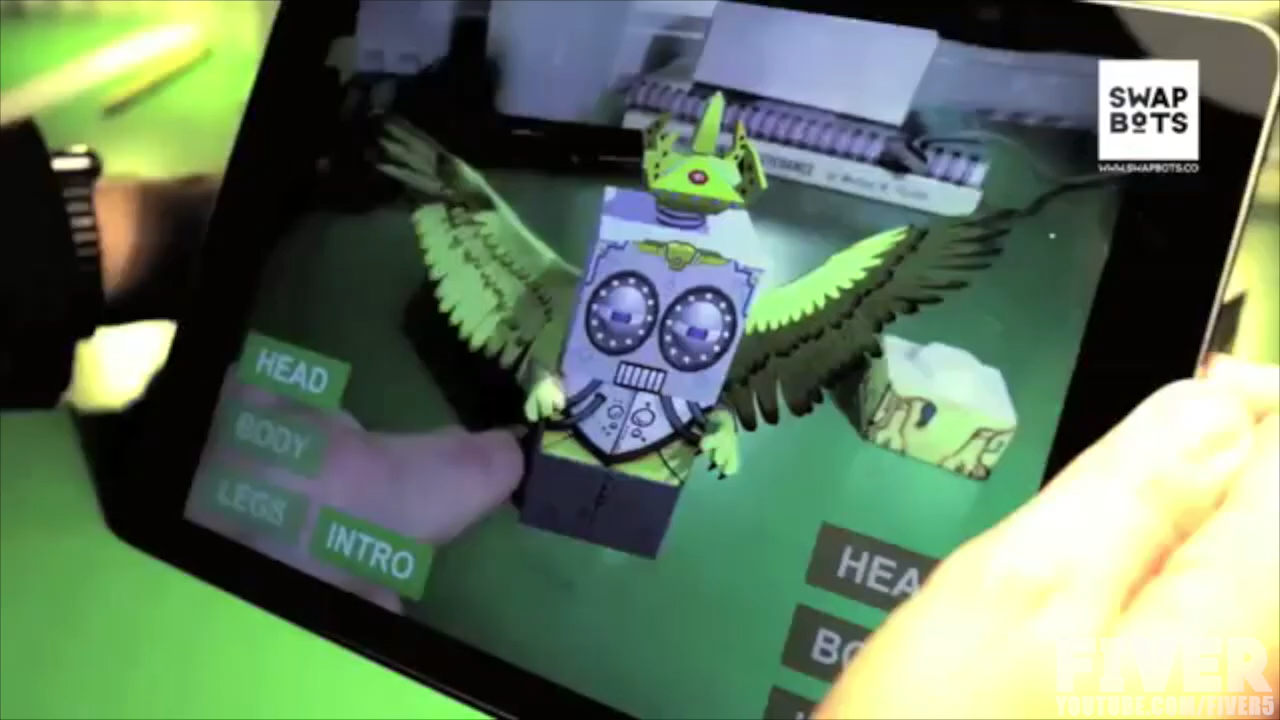 SWAP
BOTS
WWW.SWAPBOTS.CO
HEAD
BODY
LEGS
INTRO
HEA
BO
FIVER
YOUTUBE.COM/FIVER5